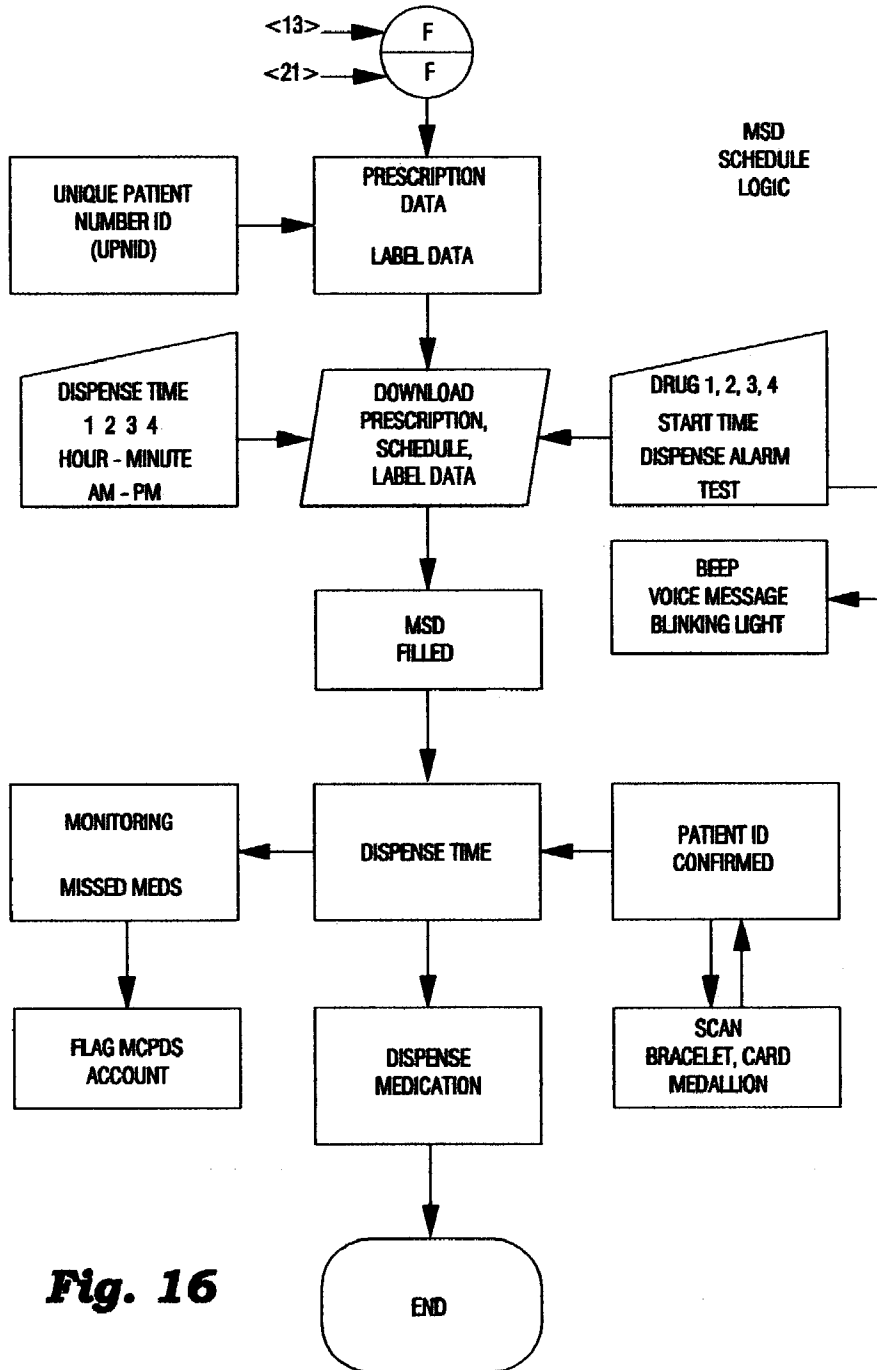 <13>
F
<21>
F
MSD
SCHEDULE
LOGIC
UNIQUE PATIENT
NUMBER ID
(UPNID)
PRESCRIPTION
DATA
LABEL DATA
DISPENSE TIME
1 2 3 4
HOUR - MINUTE
AM - PM
DOWNLOAD
PRESCRIPTION,
SCHEDULE,
LABEL DATA
DRUG 1, 2, 3, 4
START TIME
DISPENSE ALARM
TEST
BEEP
VOICE MESSAGE
BLINKING LIGHT
MSD
FILLED
MONITORING
MISSED MEDS
DISPENSE TIME
PATIENT ID
CONFIRMED
FLAG MCPDS
ACCOUNT
DISPENSE
MEDICATION
SCAN
BRACELET, CARD
MEDALLION
END
Fig. 16